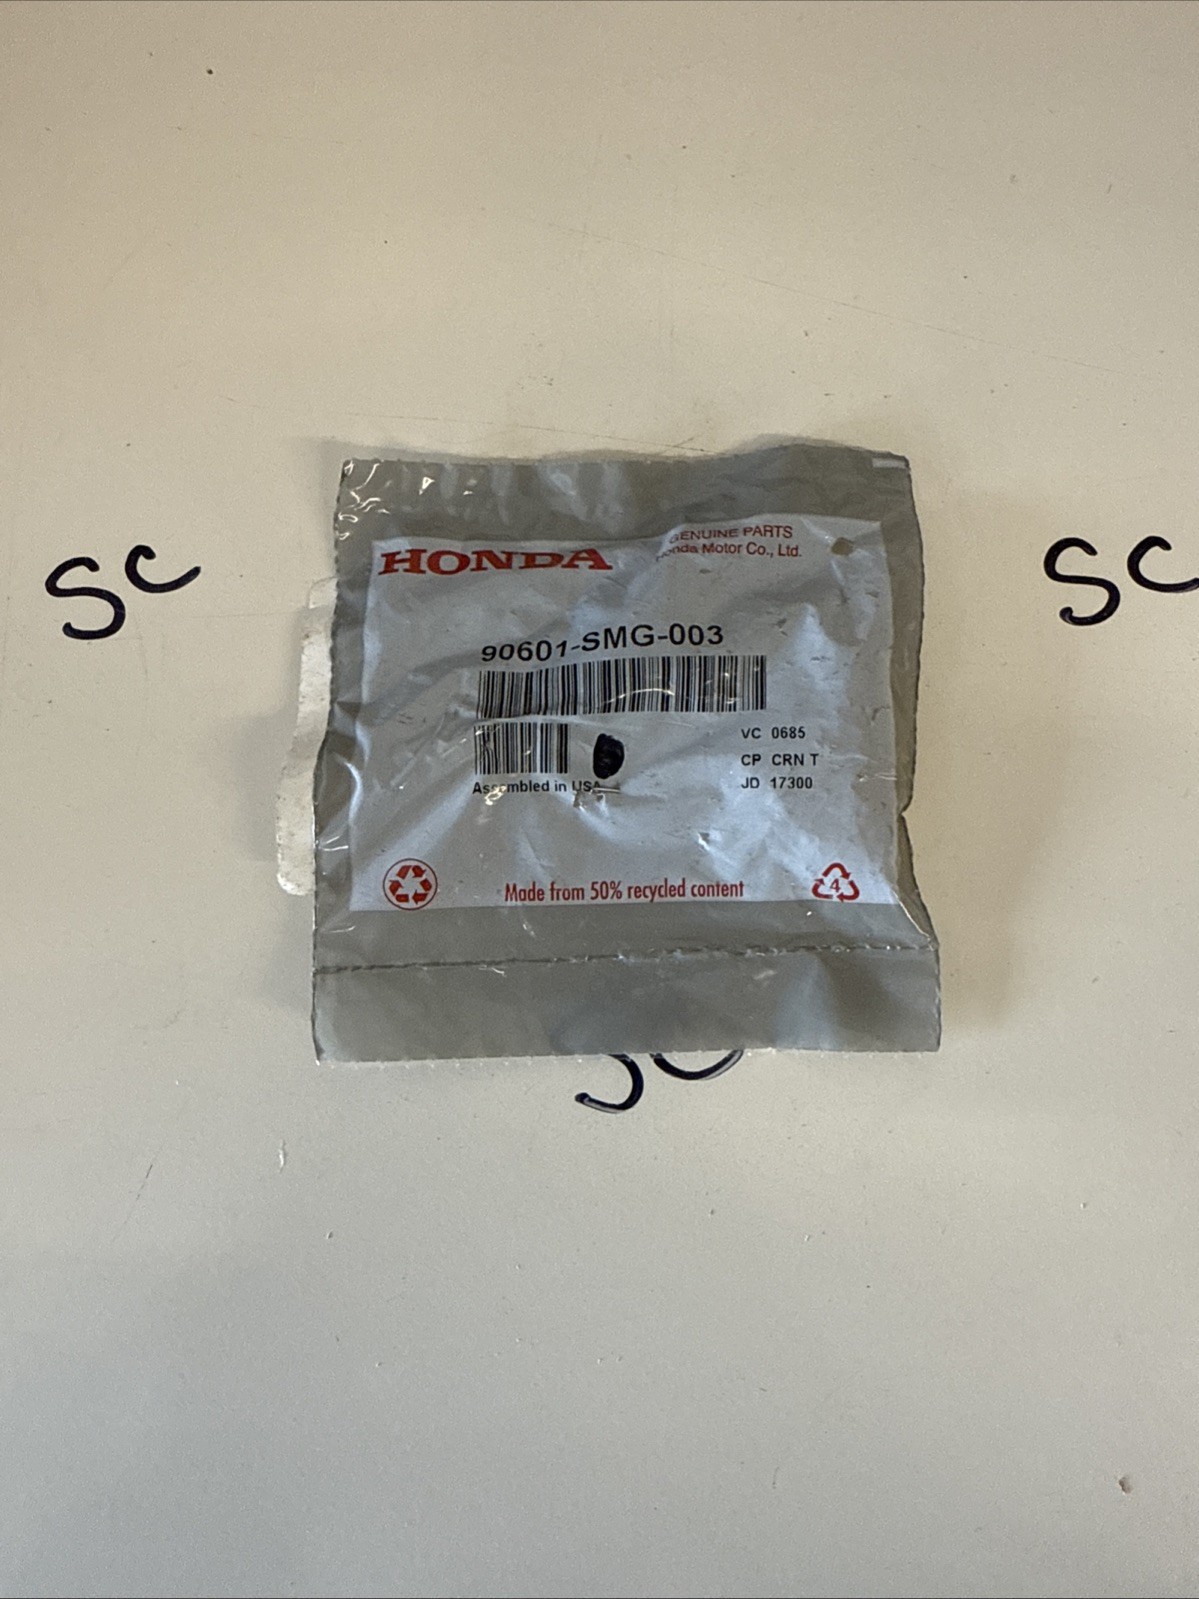 HONDA
GENUINE PARTS
Honda Motor Co., Ltd.
90601-SMG-003
VC 0685
CP CRN T
JD 17300
Assembled in USA
Made from 50% recycled content
4
SC
SC
SC